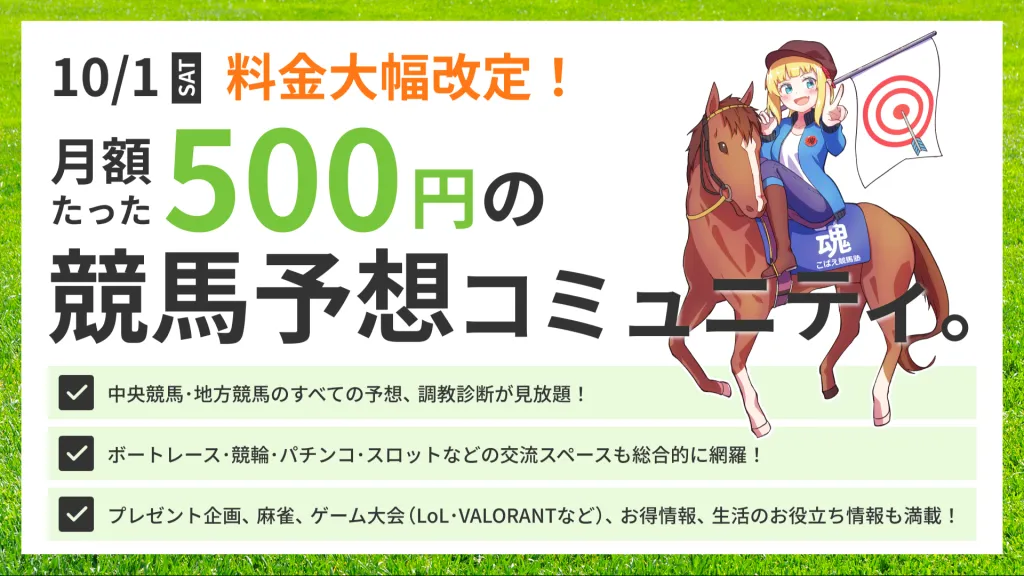 10/1 SAT 料金大幅改定！
月額
たった
500円の
競馬予想コミュニティ。
魂
こばえ競馬塾
中央競馬･地方競馬のすべての予想、調教診断が見放題！
ボートレース･競輪･パチンコ･スロットなどの交流スペースも総合的に網羅！
プレゼント企画、麻雀、ゲーム大会（LoL･VALORANTなど）、お得情報、生活のお役立ち情報も満載！